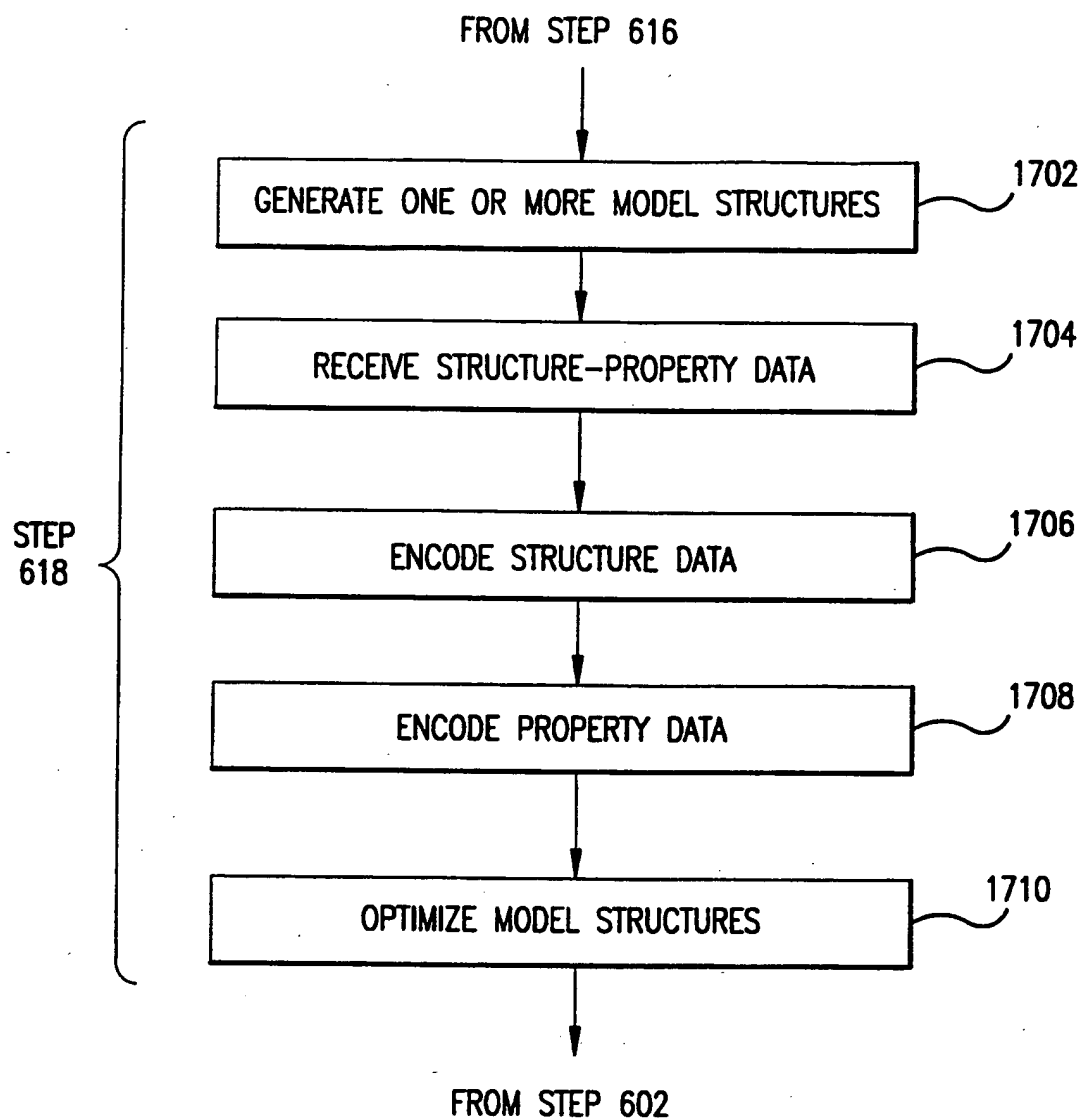 FROM STEP 616
GENERATE ONE OR MORE MODEL STRUCTURES
1702
RECEIVE STRUCTURE-PROPERTY DATA
1704
STEP
618
ENCODE STRUCTURE DATA
1706
ENCODE PROPERTY DATA
1708
OPTIMIZE MODEL STRUCTURES
1710
FROM STEP 602